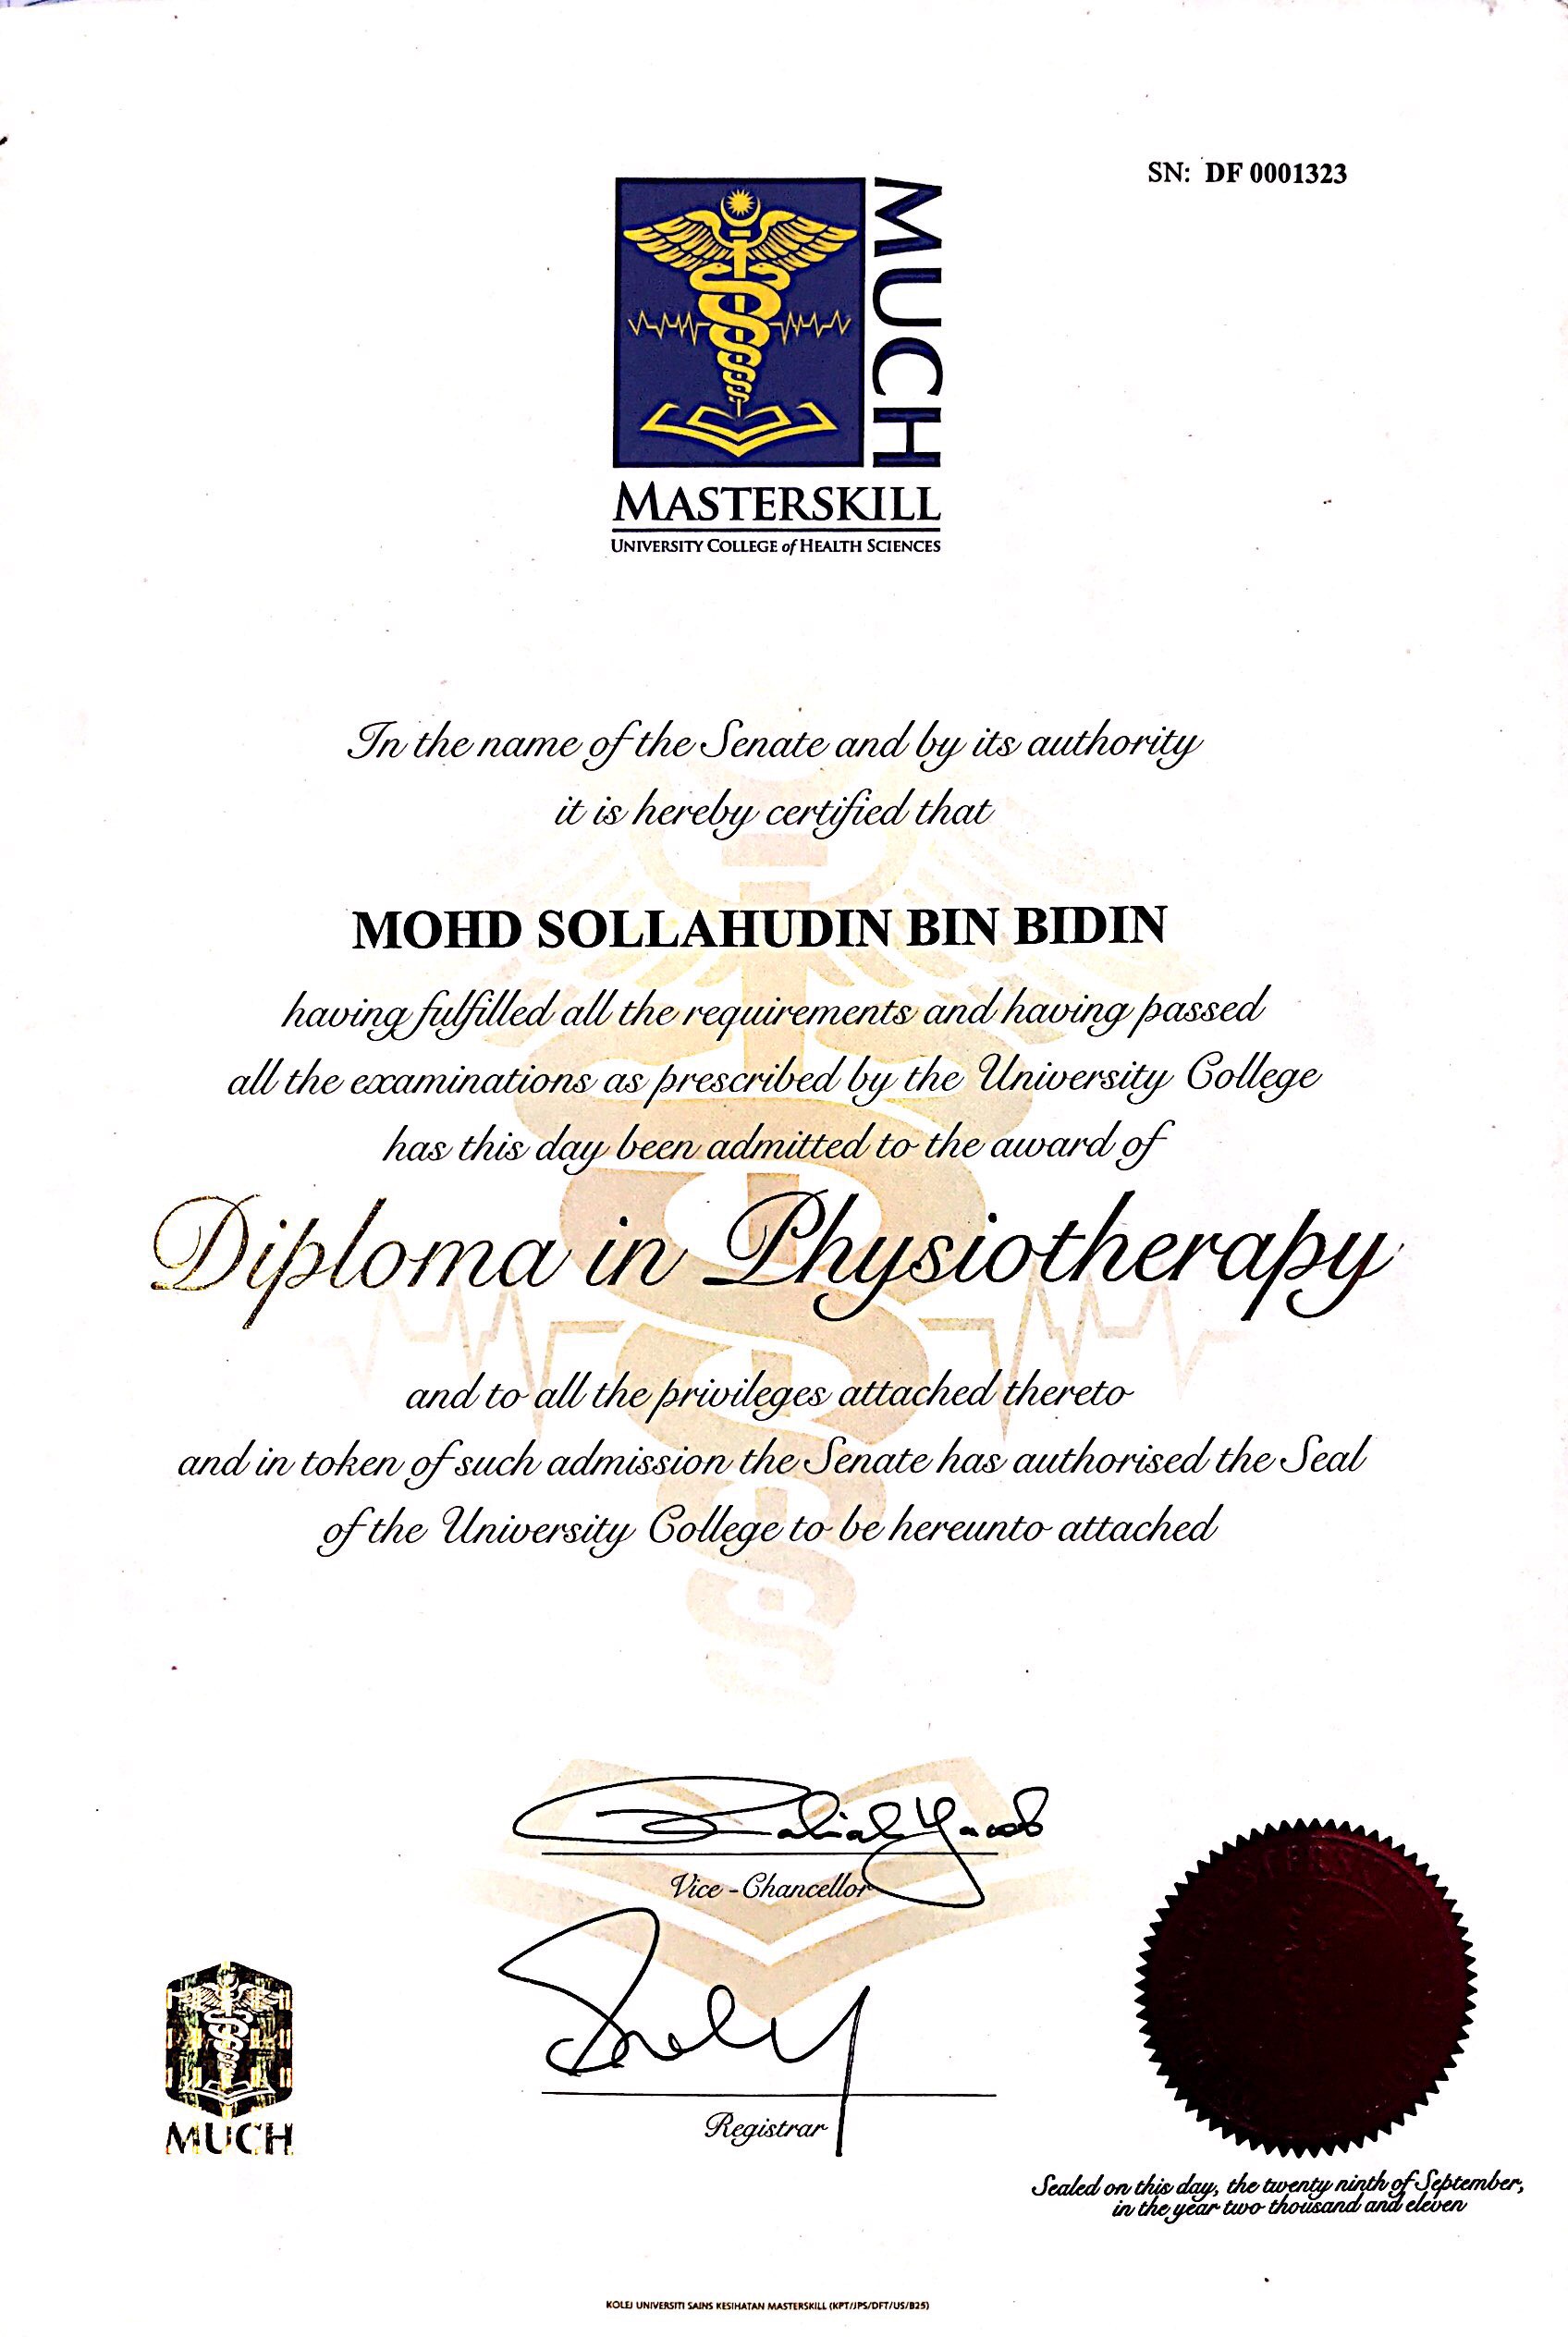 SN: DF 0001323
MUCH
MASTERSKILL
UNIVERSITY COLLEGE of HEALTH SCIENCES
In the name of the Senate and by its authority
it is hereby certified that
MOHD SOLLAHUDIN BIN BIDIN
having fulfilled all the requirements and having passed
all the examinations as prescribed by the University College
has this day been admitted to the award of
Diploma in Physiotherapy
and to all the privileges attached thereto
and in token of such admission the Senate has authorised the Seal
of the University College to be hereunto attached
Vice - Chancellor
Registrar
MUCH
Sealed on this day, the twenty ninth of September,
in the year two thousand and eleven
KOLEJ UNIVERSITI SAINS KESIHATAN MASTERSKILL (KPT/JPS/DFT/US/B25)